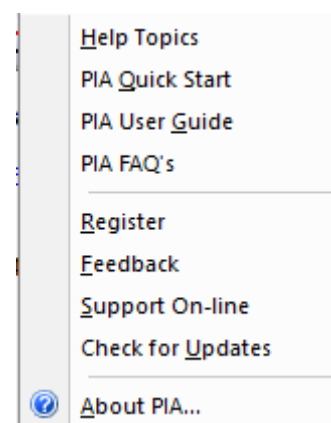 Help Topics
PIA Quick Start
PIA User Guide
PIA FAQ's
Register
Feedback
Support On-line
Check for Updates
About PIA...